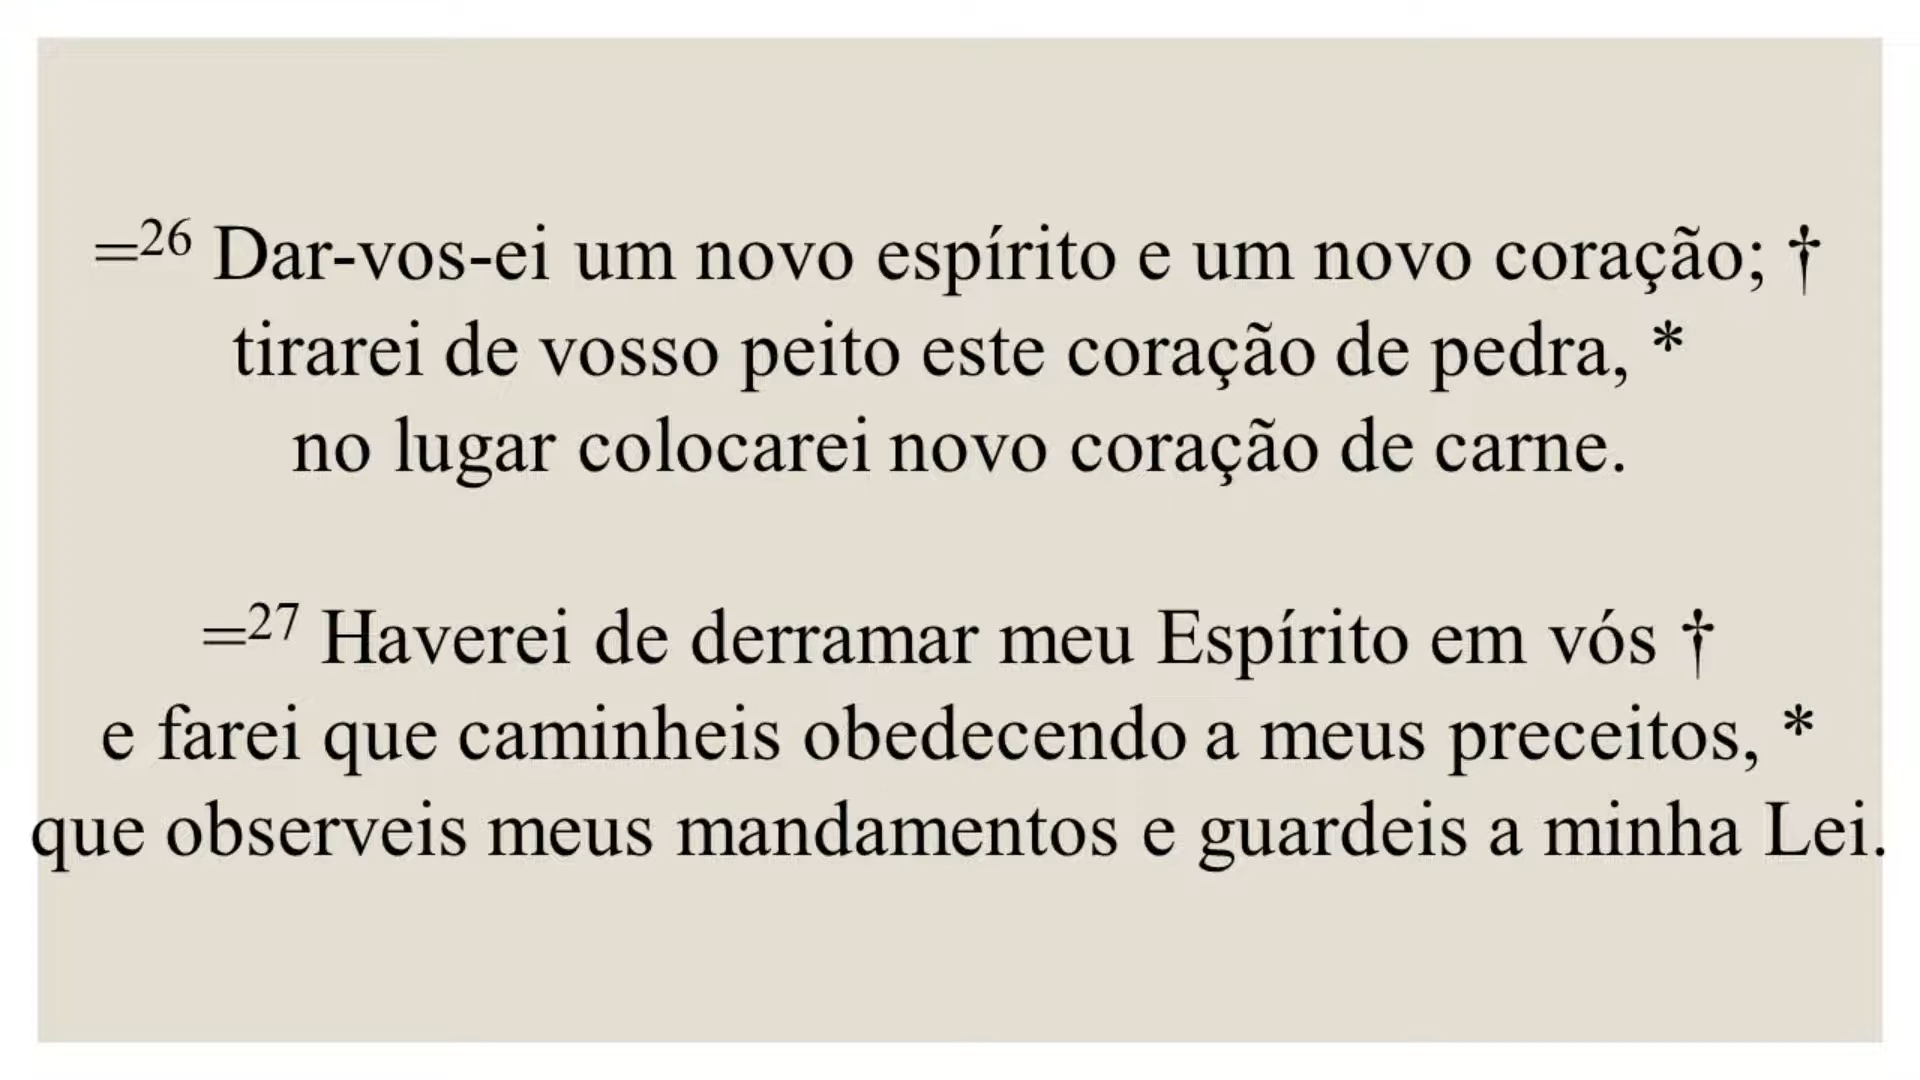 =26 Dar-vos-ei um novo espírito e um novo coração; †
tirarei de vosso peito este coração de pedra, *
no lugar colocarei novo coração de carne.
=27 Haverei de derramar meu Espírito em vós †
e farei que caminheis obedecendo a meus preceitos, *
que observeis meus mandamentos e guardeis a minha Lei.